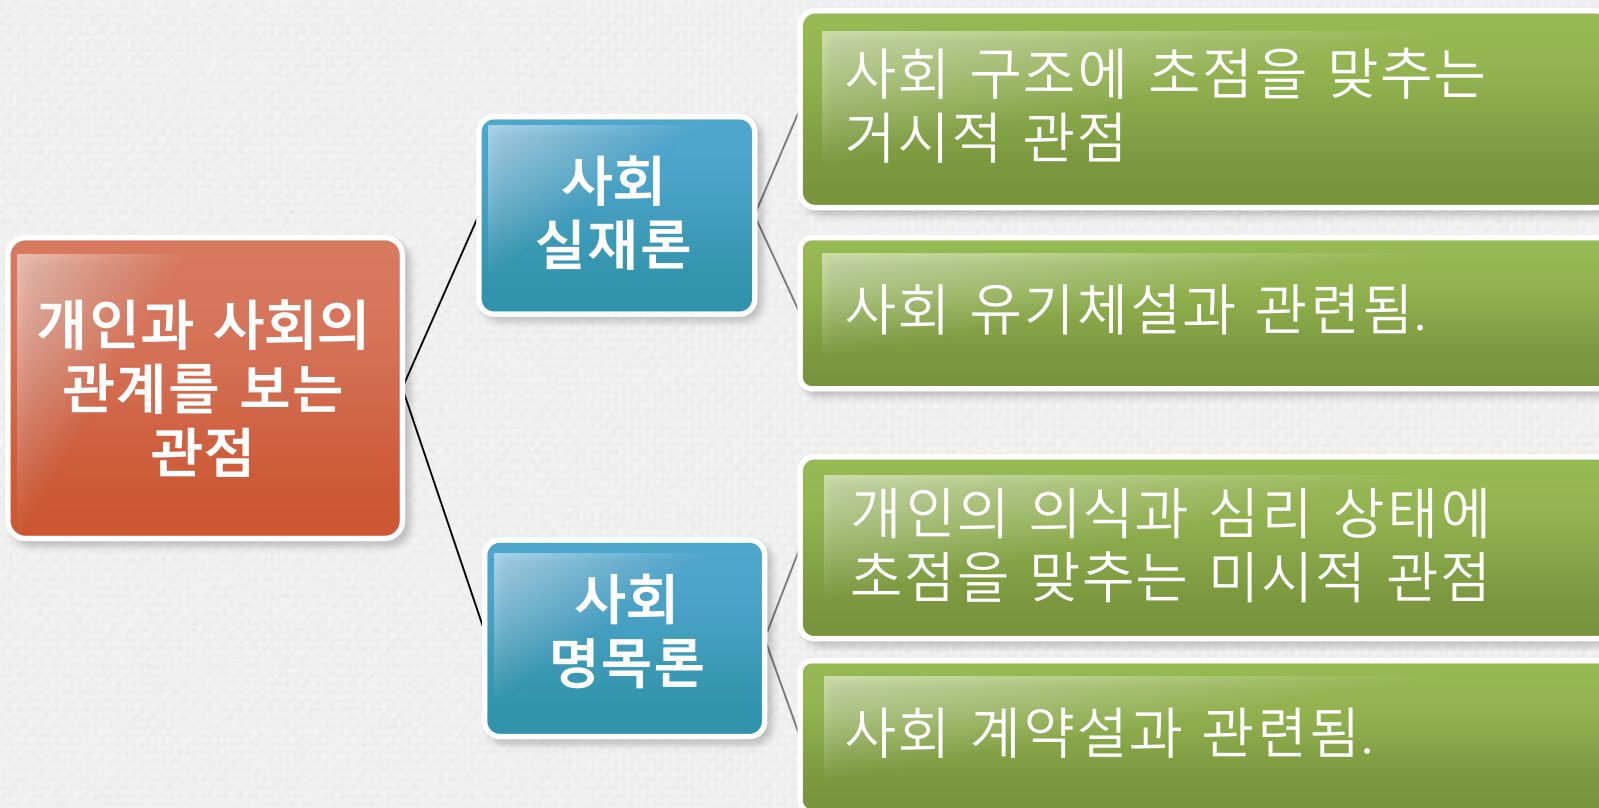 개인과 사회의
관계를 보는
관점
사회
실재론
사회 구조에 초점을 맞추는
거시적 관점
사회 유기체설과 관련됨.
사회
명목론
개인의 의식과 심리 상태에
초점을 맞추는 미시적 관점
사회 계약설과 관련됨.